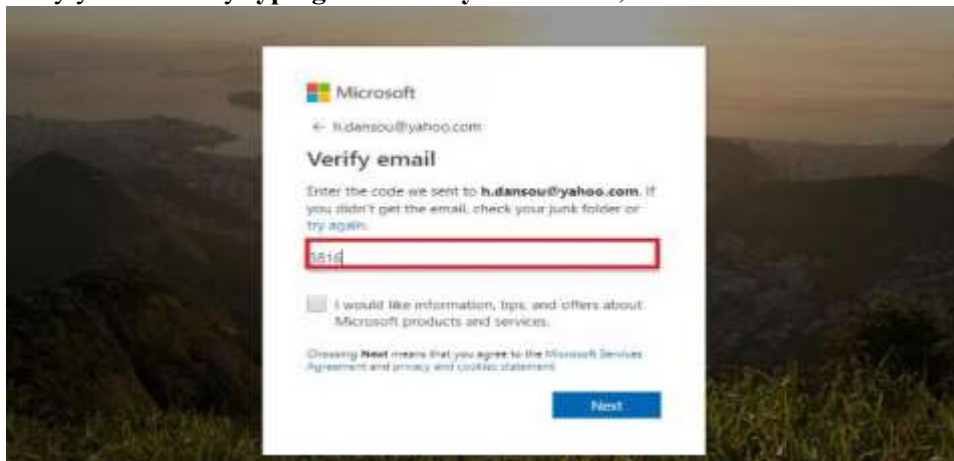 Microsoft
← h.dansou@yahoo.com
Verify email
Enter the code we sent to h.dansou@yahoo.com. If
you didn't get the email, check your junk folder or
try again.
I would like information, tips, and offers about
Microsoft products and services.
Choosing Next means that you agree to the Microsoft Services
Agreement and privacy and cookies statement.
Next